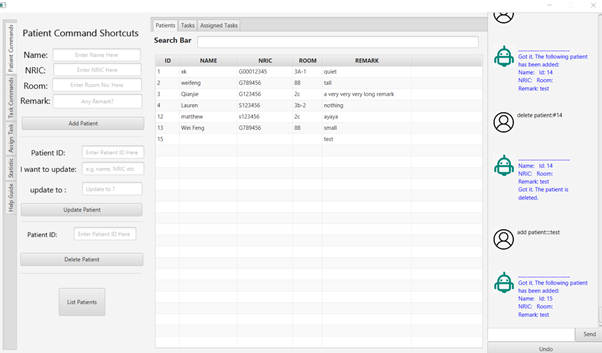 Patient Commands
Task Commands
Assign Task
Statistic
Help Guide
Patient Command Shortcuts
Name: Enter Name Here
NRIC: Enter NRIC Here
Room: Enter Room No. Here
Remark: Any Remark?
Add Patient
Patient ID: Enter Patient ID Here
I want to update: e.g. name, NRIC etc
update to : Update to ?
Update Patient
Patient ID: Enter Patient ID Here
Delete Patient
List Patients
Patients Tasks Assigned Tasks
Search Bar
ID NAME NRIC ROOM REMARK
1 sk G00012345 3A-1 quiet
2 weifeng G789456 8B tall
3 Qianjie G123456 2c a very very very long remark
4 Lauren S123456 3b-2 nothing
12 matthew s123456 2c ayaya
13 Wei Feng G789456 8B small
15 test
Got it. The following patient
has been added:
Name: Id: 14
NRIC: Room:
Remark: test
delete patient:#14
Name: Id: 14
NRIC: Room:
Remark: test
Got it. The patient is
deleted.
add patient::::test
Got it. The following patient
has been added:
Name: Id: 15
NRIC: Room:
Remark: test
Send
Undo